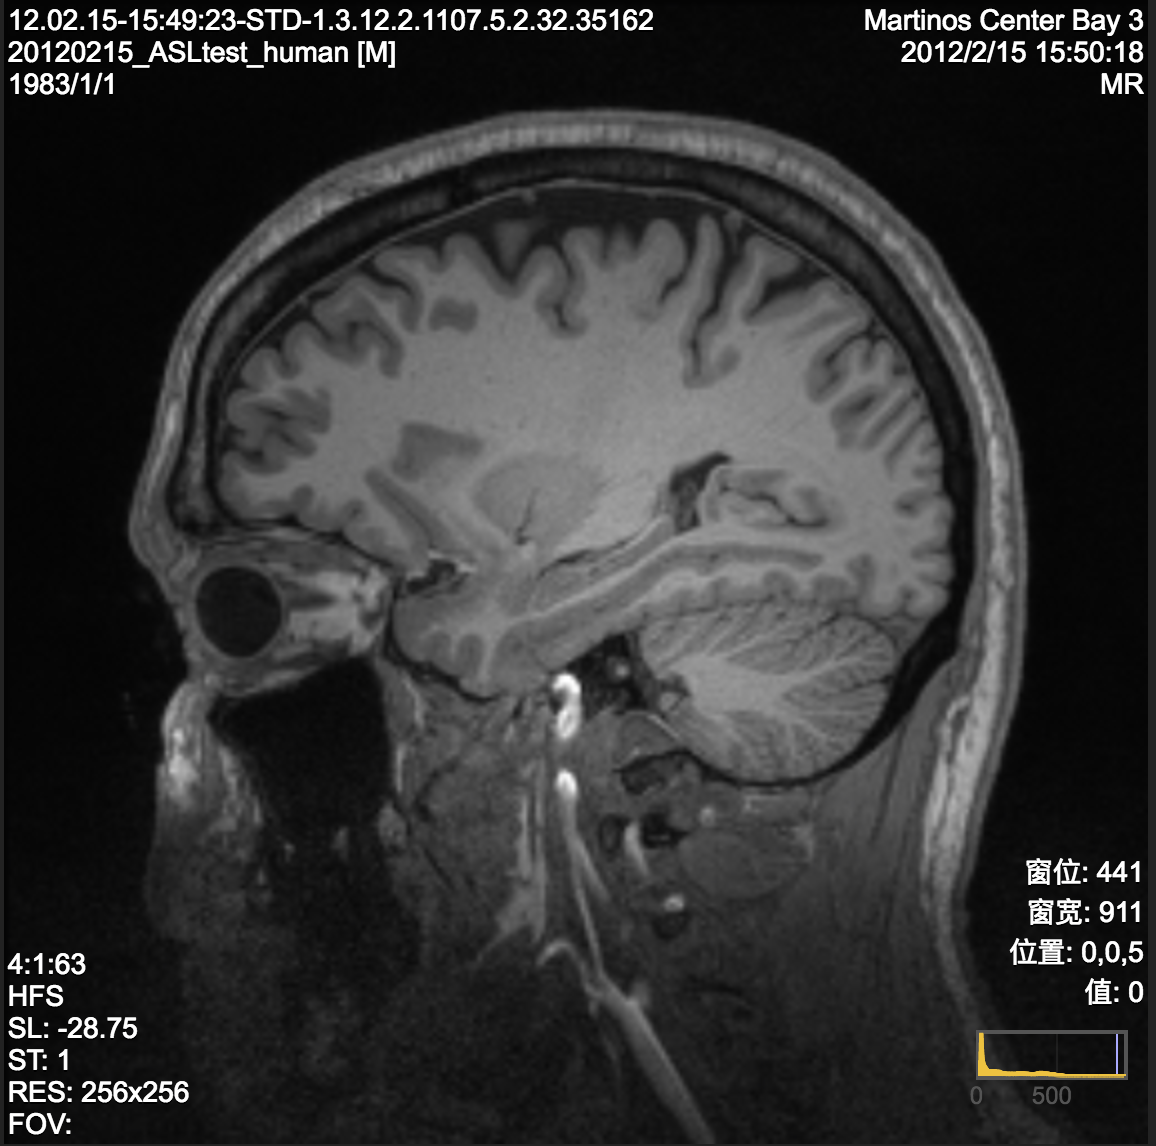 12.02.15-15:49:23-STD-1.3.12.2.1107.5.2.32.35162
20120215_ASLtest_human [M]
1983/1/1
Martinos Center Bay 3
2012/2/15 15:50:18
MR
窗位: 441
窗宽: 911
位置: 0,0,5
值: 0
4:1:63
HFS
SL: -28.75
ST: 1
RES: 256x256
FOV:
0 500